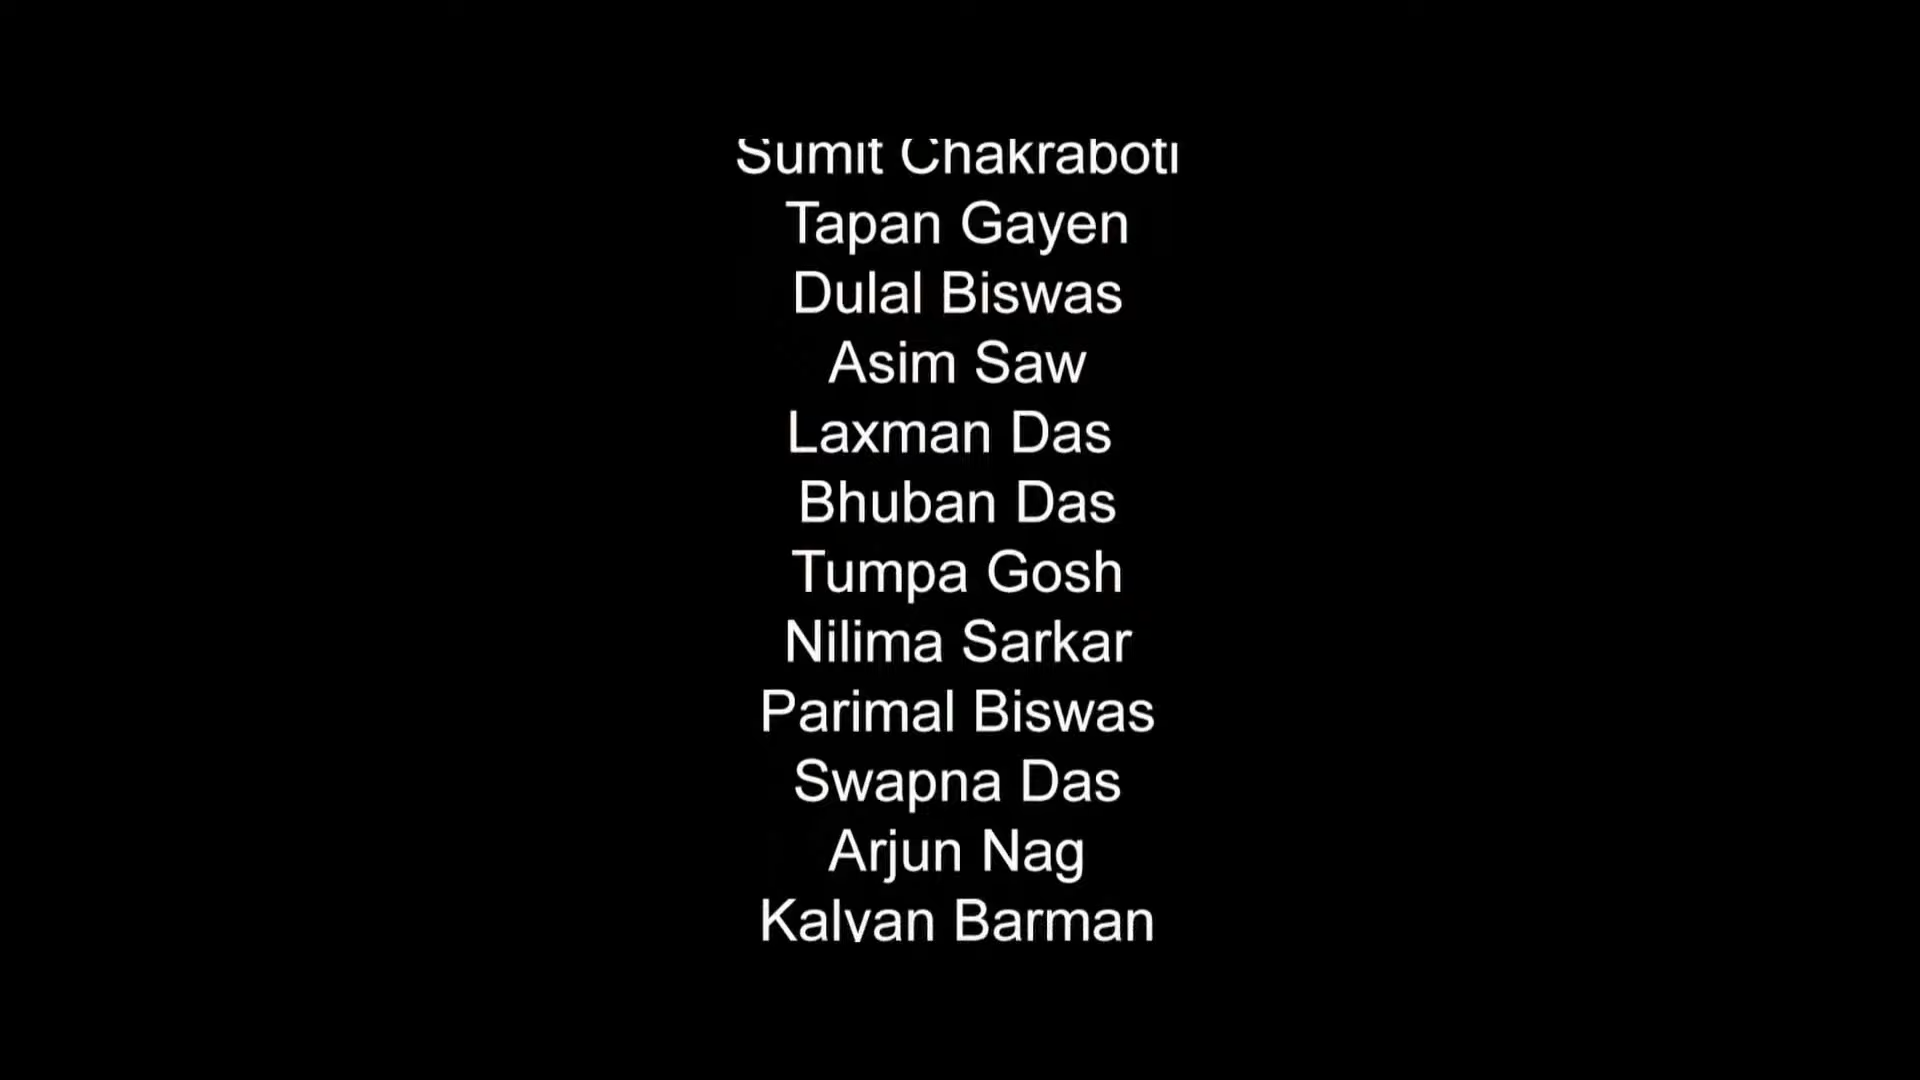 Sumit Chakraboti
Tapan Gayen
Dulal Biswas
Asim Saw
Laxman Das
Bhuban Das
Tumpa Gosh
Nilima Sarkar
Parimal Biswas
Swapna Das
Arjun Nag
Kalyan Barman